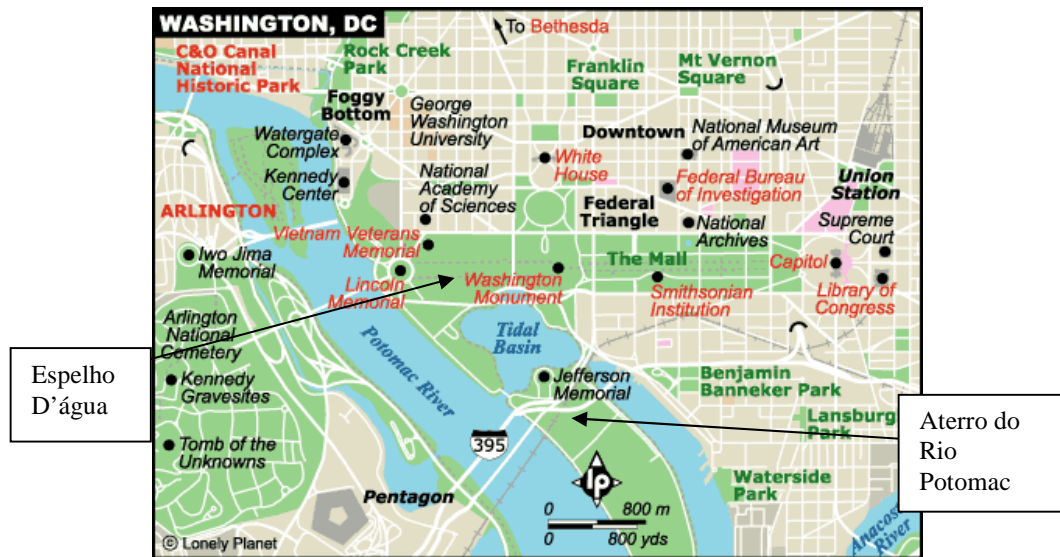 WASHINGTON, DC
To Bethesda
C&O Canal
National
Historic Park
Rock Creek
Park
Franklin
Square
Mt Vernon
Square
Foggy
Bottom
George
Washington
University
Watergate
Complex
Kennedy
Center
National
Academy
of Sciences
White
House
Downtown
National Museum
of American Art
Federal Bureau
of Investigation
Union
Station
Federal
Triangle
National
Archives
Supreme
Court
ARLINGTON
Vietnam Veterans
Memorial
Iwo Jima
Memorial
Lincoln
Memorial
Washington
Monument
The Mall
Smithsonian
Institution
Capitol
Library of
Congress
Arlington
National
Cemetery
Kennedy
Gravesites
Tomb of the
Unknowns
Potomac River
Tidal
Basin
Jefferson
Memorial
Benjamin
Banneker Park
Lansburg
Park
Waterside
Park
Pentagon
395
lp
0 800 m
0 800 yds
Anacostia
River
© Lonely Planet
Espelho
D’água
Aterro do
Rio
Potomac